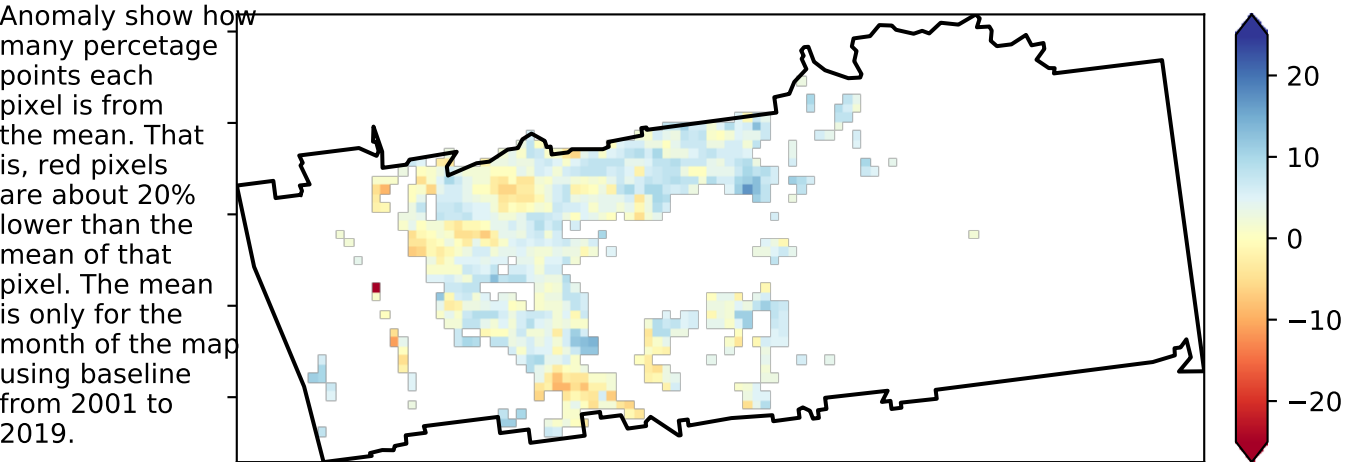 Anomaly show how
many percetage
points each
pixel is from
the mean. That
is, red pixels
are about 20%
lower than the
mean of that
pixel. The mean
is only for the
month of the map
using baseline
from 2001 to
2019.
20
10
0
−10
−20